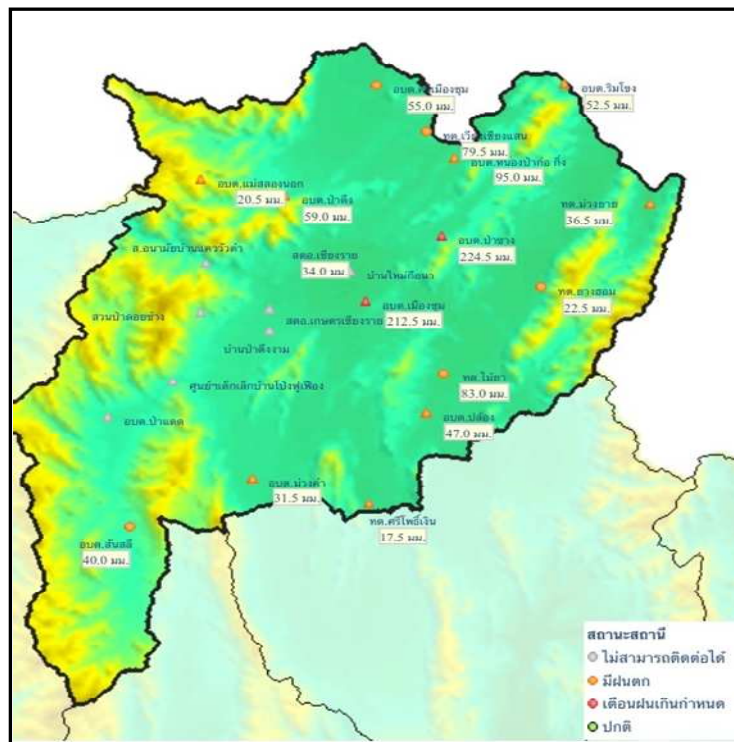 อบต.ศรีเมืองชุม
55.0 มม.
อบต.ริมโขง
52.5 มม.
ทต.เวียงเชียงแสน
79.5 มม.
อบต.หนองป่าก่อ กิ่ง
95.0 มม.
อบต.แม่สลองนอก
20.5 มม.
อบต.ป่าตึง
59.0 มม.
ทต.ม่วงยาย
36.5 มม.
อบต.ป่าซาง
224.5 มม.
ส.อนามัยบ้านแควัวดำ
สตอ.เชียงราย
34.0 มม.
บ้านใหม่กือนา
ทต.ยางฮอม
22.5 มม.
อบต.เมืองชุม
212.5 มม.
สวนป่าดอยช้าง
สตอ.เกษตรเชียงราย
บ้านป่าตึงงาม
ทต.ไม้ยา
83.0 มม.
ศูนย์ฯเด็กเล็กบ้านโป่งฟูเฟือง
อบต.ป่าแดด
อบต.ปล้อง
47.0 มม.
อบต.ม่วงคำ
31.5 มม.
ทต.ศรีโพธิ์เงิน
17.5 มม.
อบต.สันสลี
40.0 มม.
สถานะสถานี
ไม่สามารถติดต่อได้
มีฝนตก
เตือนฝนเกินกำหนด
ปกติ